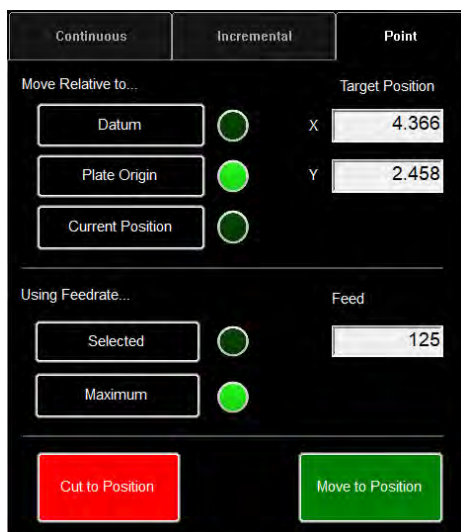 Continuous Incremental Point
Move Relative to... Target Position
Datum X 4.366
Plate Origin Y 2.458
Current Position
Using Feedrate... Feed
Selected 125
Maximum
Cut to Position Move to Position